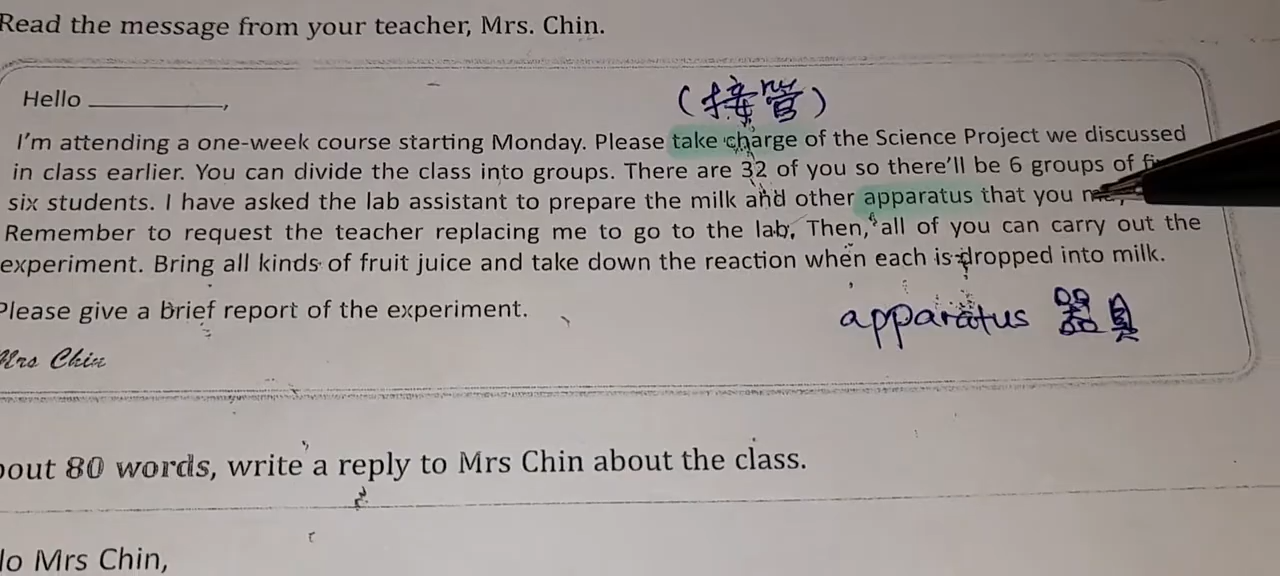 Read the message from your teacher, Mrs. Chin.
Hello __________,
(接管)
I'm attending a one-week course starting Monday. Please take charge of the Science Project we discussed
in class earlier. You can divide the class into groups. There are 32 of you so there'll be 6 groups of
six students. I have asked the lab assistant to prepare the milk and other apparatus that you
Remember to request the teacher replacing me to go to the lab. Then, all of you can carry out the
experiment. Bring all kinds of fruit juice and take down the reaction when each is dropped into milk.
Please give a brief report of the experiment.
apparatus 器具
Mrs Chin
80 words, write a reply to Mrs Chin about the class.
Mrs Chin,